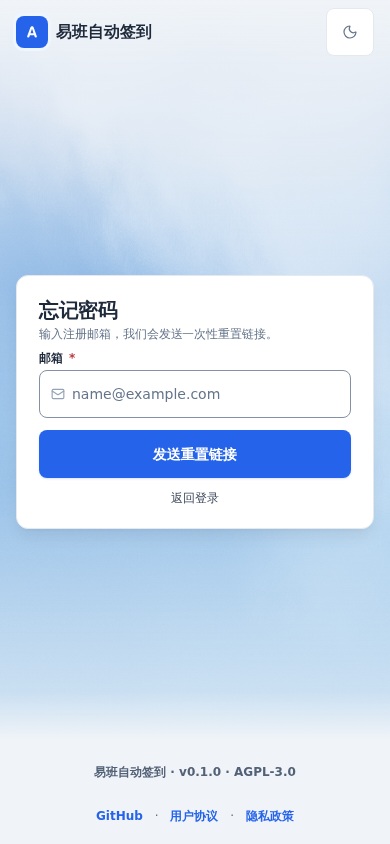 A 易班自动签到
忘记密码
输入注册邮箱，我们会发送一次性重置链接。
邮箱 *
name@example.com
发送重置链接
返回登录
易班自动签到 · v0.1.0 · AGPL-3.0
GitHub · 用户协议 · 隐私政策